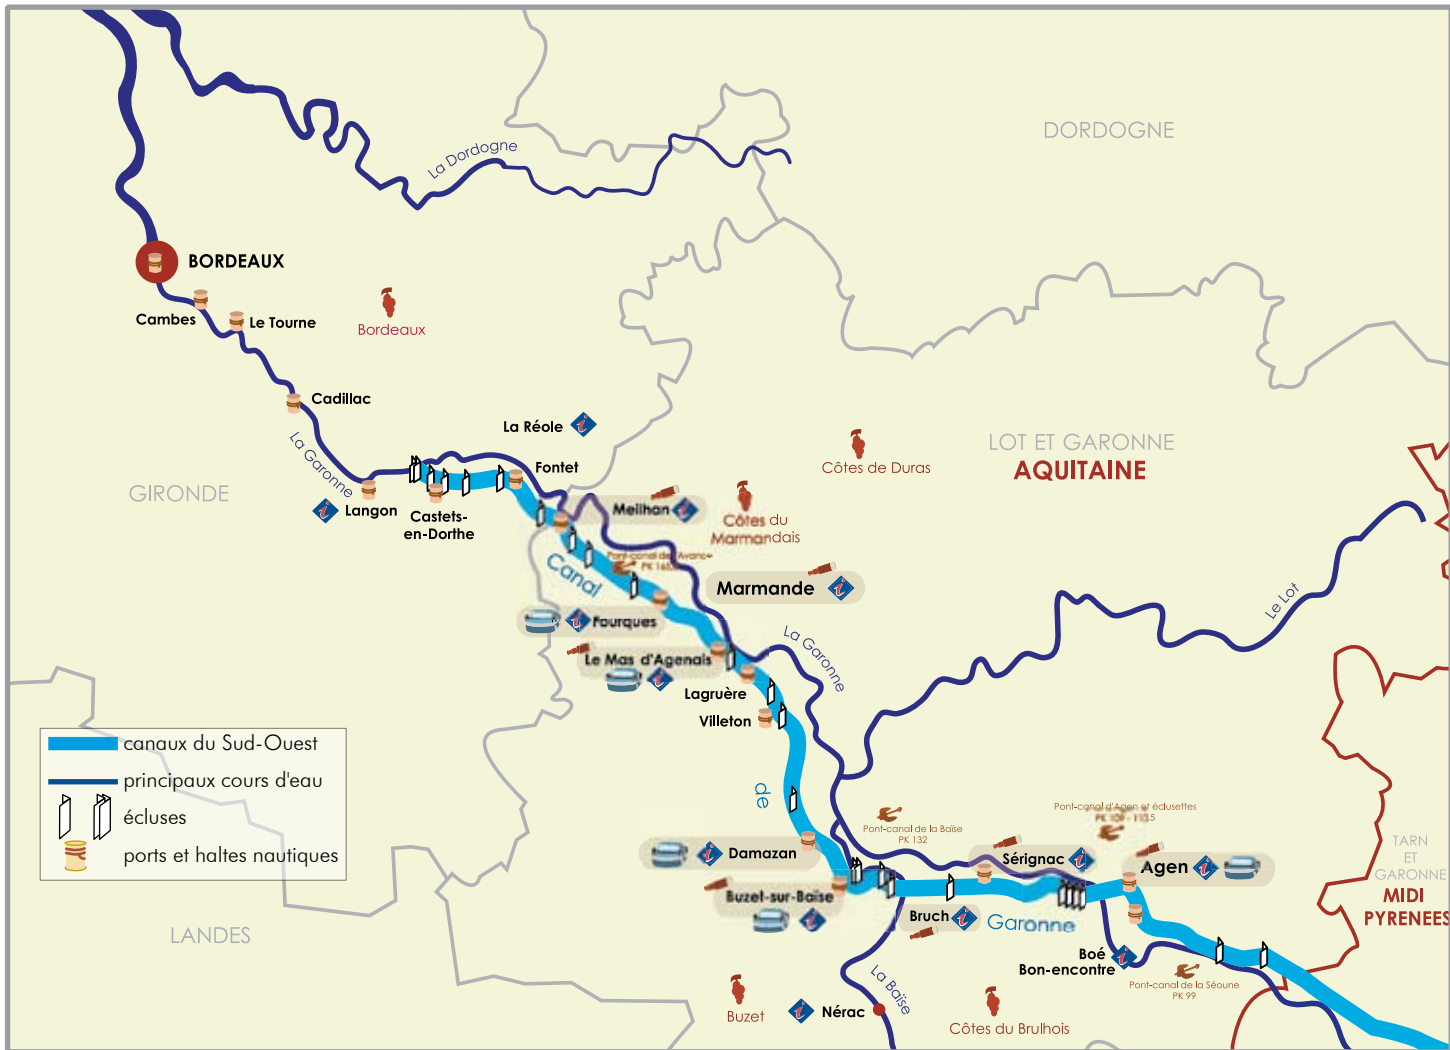 DORDOGNE
La Dordogne
BORDEAUX
Cambes
Le Tourne
Bordeaux
Cadillac
La Réole
La Garonne
Fontet
Côtes de Duras
LOT ET GARONNE
AQUITAINE
GIRONDE
Langon
Castets-
en-Dorthe
Meilhan
Côtes du
Marmandais
Canal
Marmande
Le Lot
Fourques
La Garonne
Le Mas d'Agenais
Lagruère
Villeton
canaux du Sud-Ouest
principaux cours d'eau
écluses
ports et haltes nautiques
de
Pont-canal de la Baïse
PK 132
Pont-canal d'Agen et éclusettes
Damazan
Sérignac
Agen
TARN
ET
GARONNE
MIDI
PYRENEES
Buzet-sur-Baïse
Bruch
Garonne
LANDES
Boé
Bon-encontre
La Baïse
Pont-canal de la Séoune
PK 99
Buzet
Nérac
Côtes du Brulhois